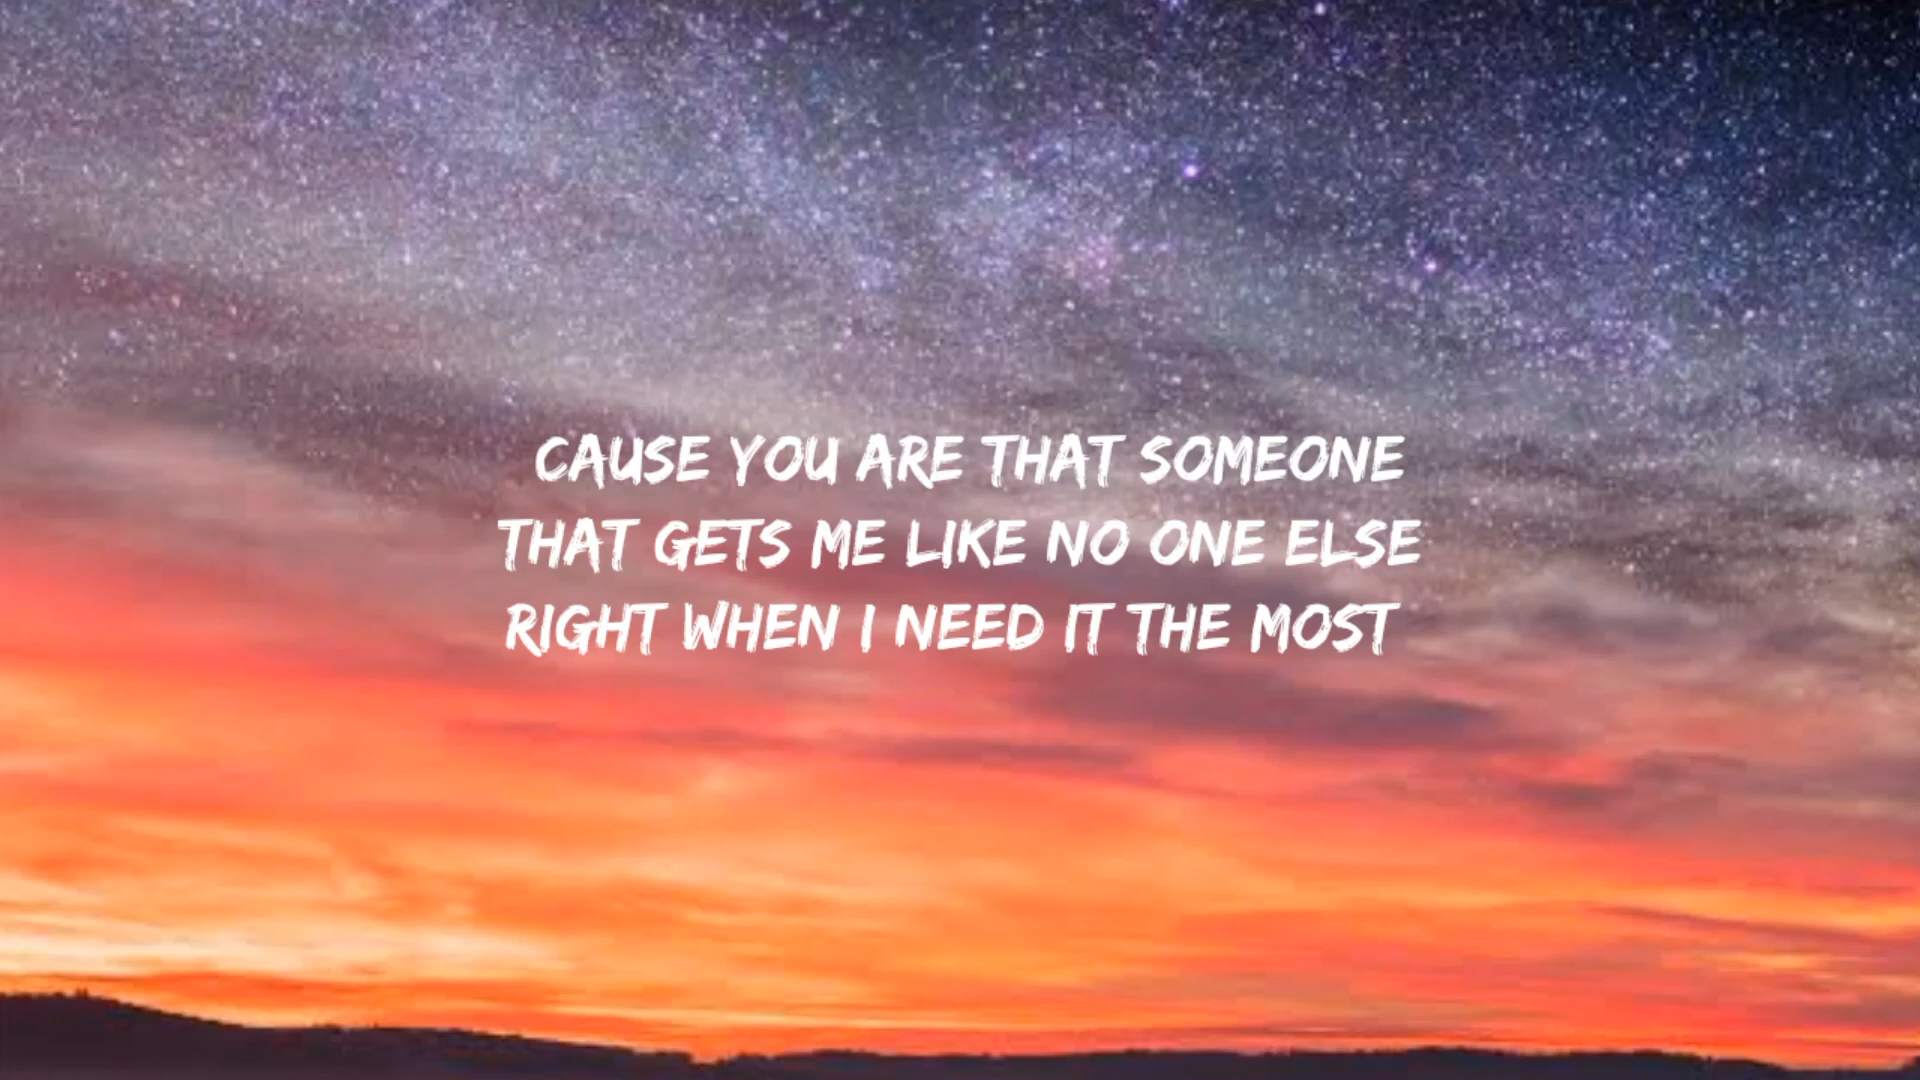 CAUSE YOU ARE THAT SOMEONE
THAT GETS ME LIKE NO ONE ELSE
RIGHT WHEN I NEED IT THE MOST